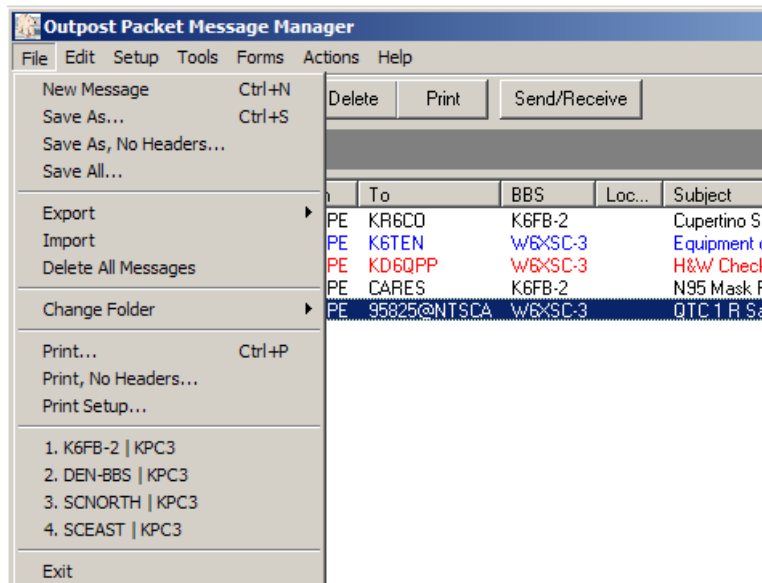 Outpost Packet Message Manager
File Edit Setup Tools Forms Actions Help
New Message Ctrl+N
Save As... Ctrl+S
Save As, No Headers...
Save All...
Export
Import
Delete All Messages
Change Folder
Print... Ctrl+P
Print, No Headers...
Print Setup...
1. K6FB-2 | KPC3
2. DEN-BBS | KPC3
3. SCNORTH | KPC3
4. SCEAST | KPC3
Exit
Delete Print Send/Receive
To BBS Loc... Subject
PE KR6CO K6FB-2 Cupertino S
PE K6TEN W6XSC-3 Equipment
PE KD6QPP W6XSC-3 H&W Check
PE CARES K6FB-2 N95 Mask
PE 95825@NTSCA W6XSC-3 QTC 1 R Sa